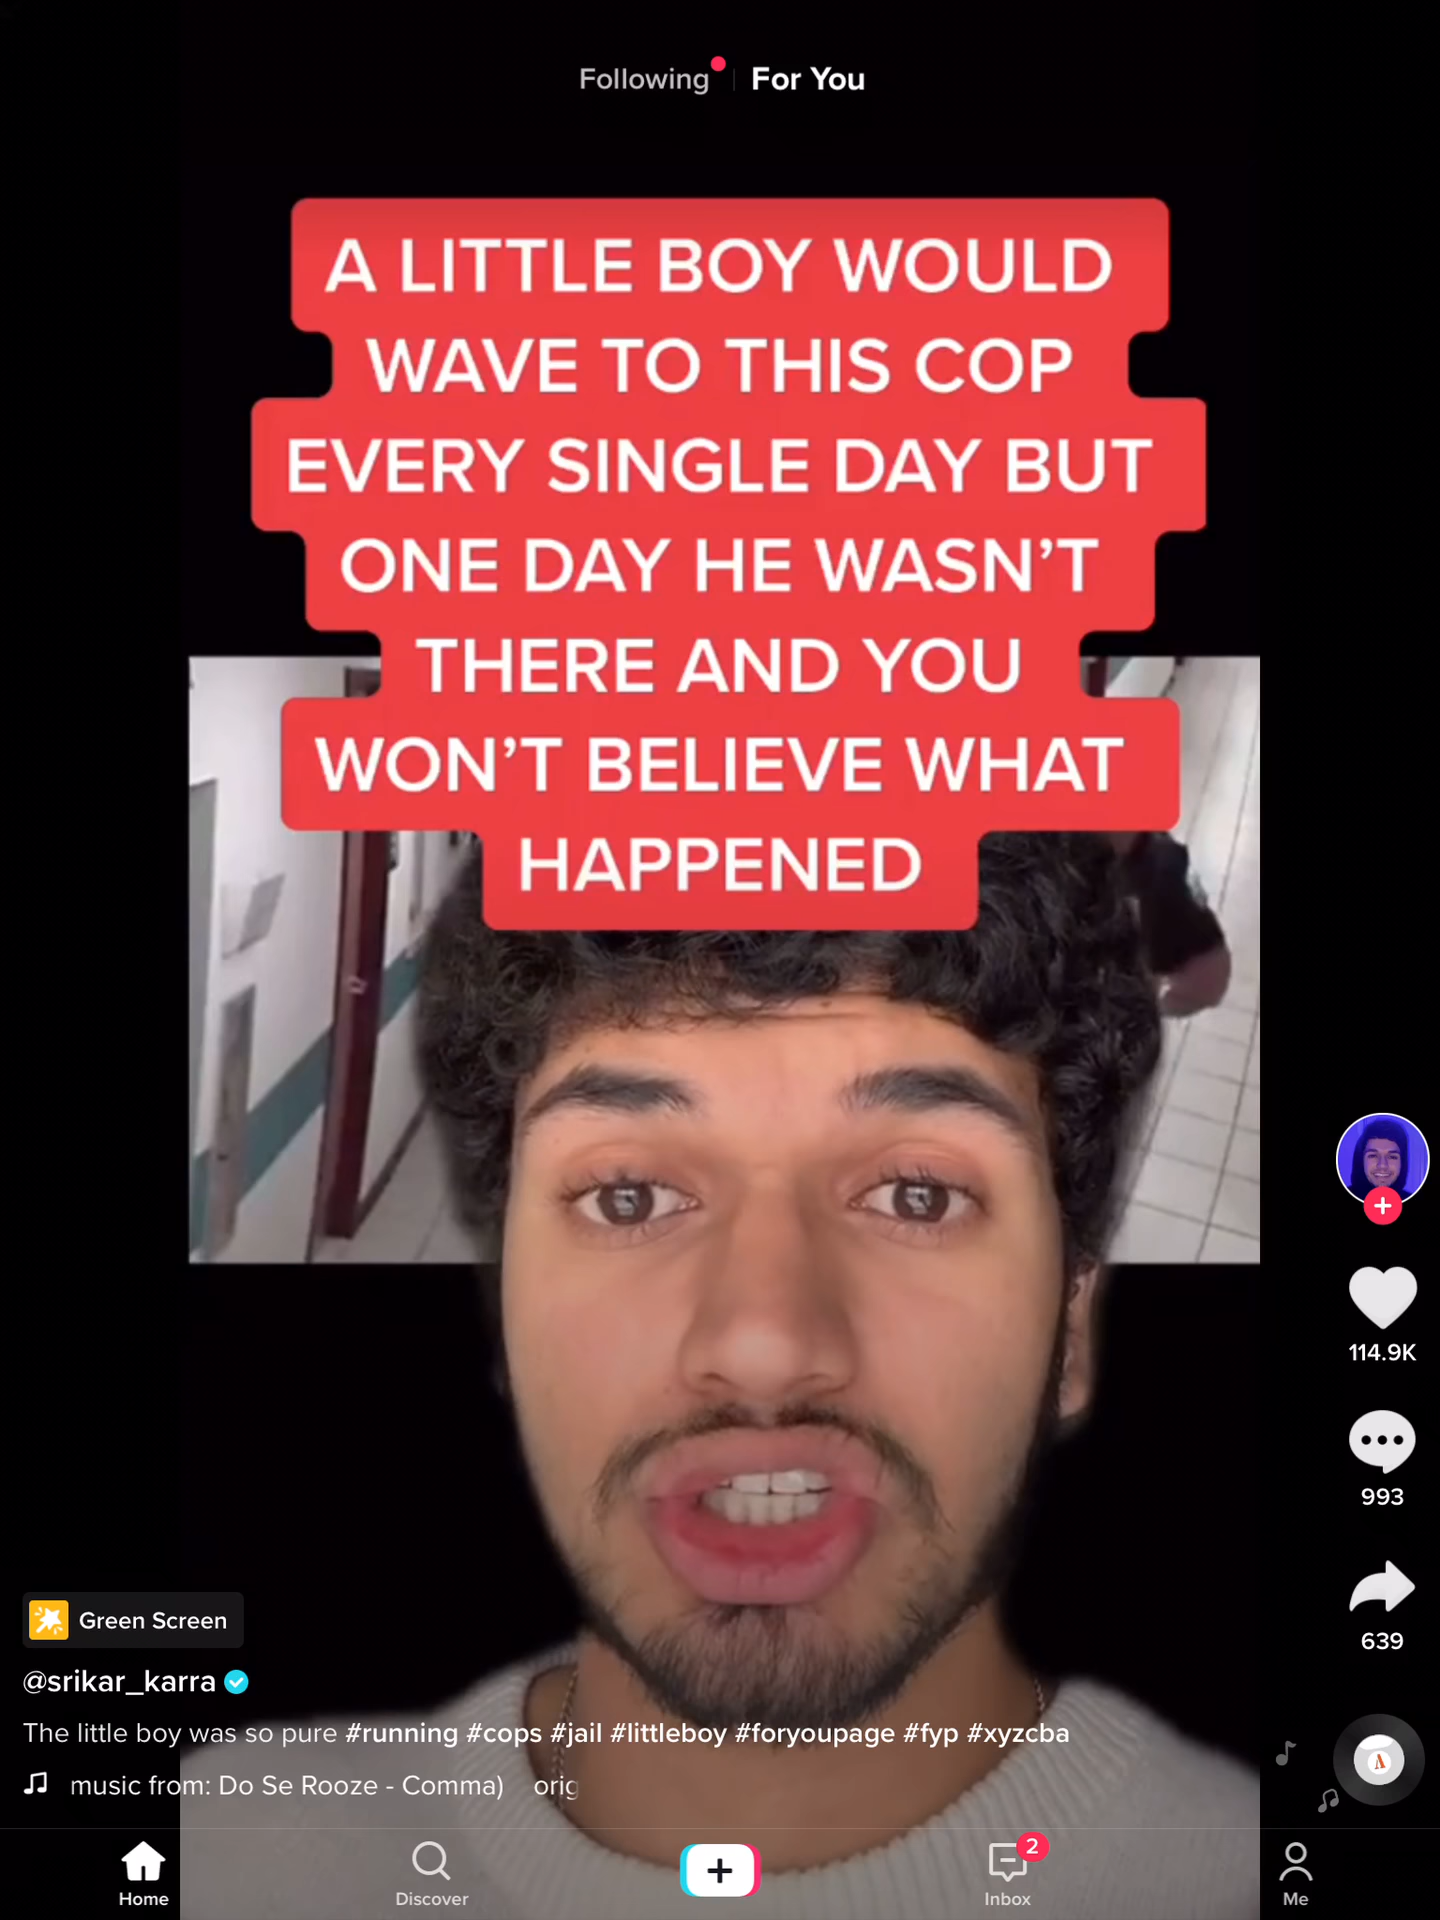 Following
For You
A LITTLE BOY WOULD
WAVE TO THIS COP
EVERY SINGLE DAY BUT
ONE DAY HE WASN’T
THERE AND YOU
WON’T BELIEVE WHAT
HAPPENED
114.9K
993
639
Green Screen
@srikar_karra
The little boy was so pure #running #cops #jail #littleboy #foryoupage #fyp #xyzcba
music from: Do Se Rooze - Comma) orig
Home
Discover
2
Inbox
Me